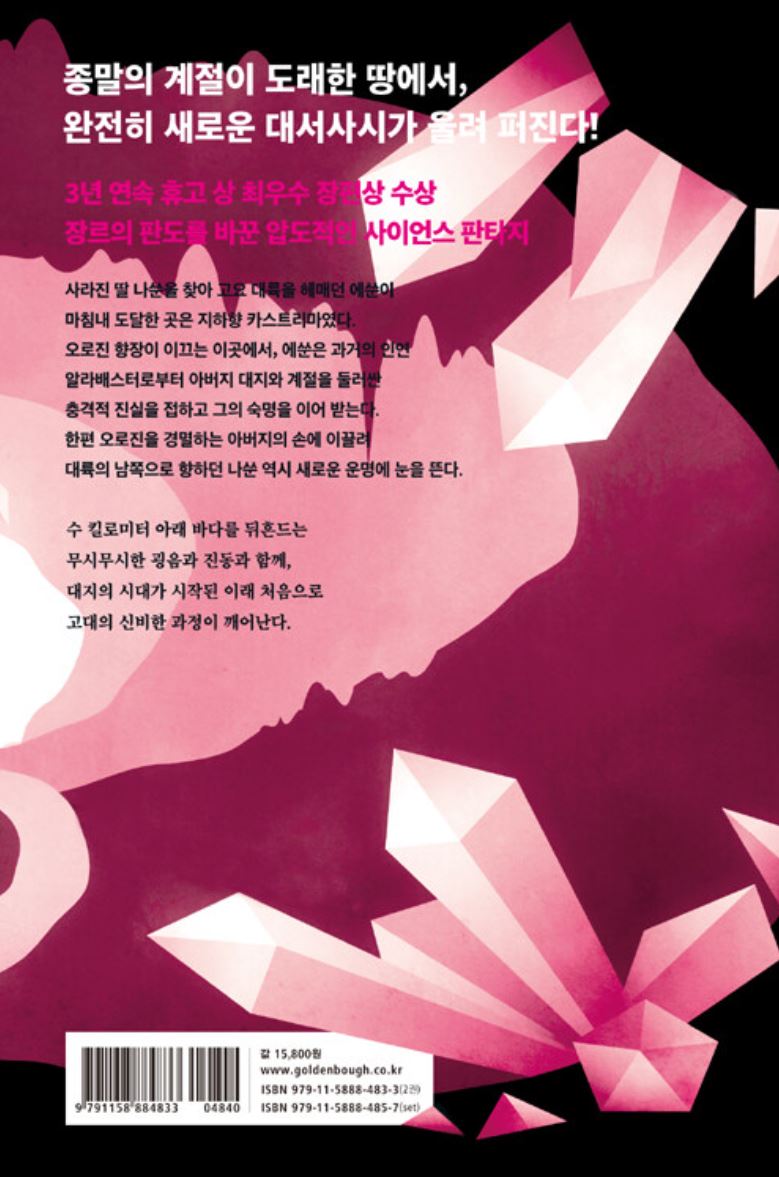 종말의 계절이 도래한 땅에서,
완전히 새로운 대서사시가 울려 퍼진다!
3년 연속 휴고 상 최우수 장편상 수상
장르의 판도를 바꾼 압도적인 사이언스 판타지
사라진 딸 나쑨을 찾아 고요 대륙을 헤매던 에쑨이
마침내 도달한 곳은 지하향 카스트리마였다.
오로진 향장이 이끄는 이곳에서, 에쑨은 과거의 인연
알라배스터로부터 아버지 대지와 계절을 둘러싼
충격적 진실을 접하고 그의 숙명을 이어 받는다.
한편 오로진을 경멸하는 아버지의 손에 이끌려
대륙의 남쪽으로 향하던 나쑨 역시 새로운 운명에 눈을 뜬다.
수 킬로미터 아래 바다를 뒤흔드는
무시무시한 굉음과 진동과 함께,
대지의 시대가 시작된 이래 처음으로
고대의 신비한 과정이 깨어난다.
값 15,800원
www.goldenbough.co.kr
ISBN 979-11-5888-483-3(2권)
ISBN 979-11-5888-485-7(set)
9 791158 884833 04840